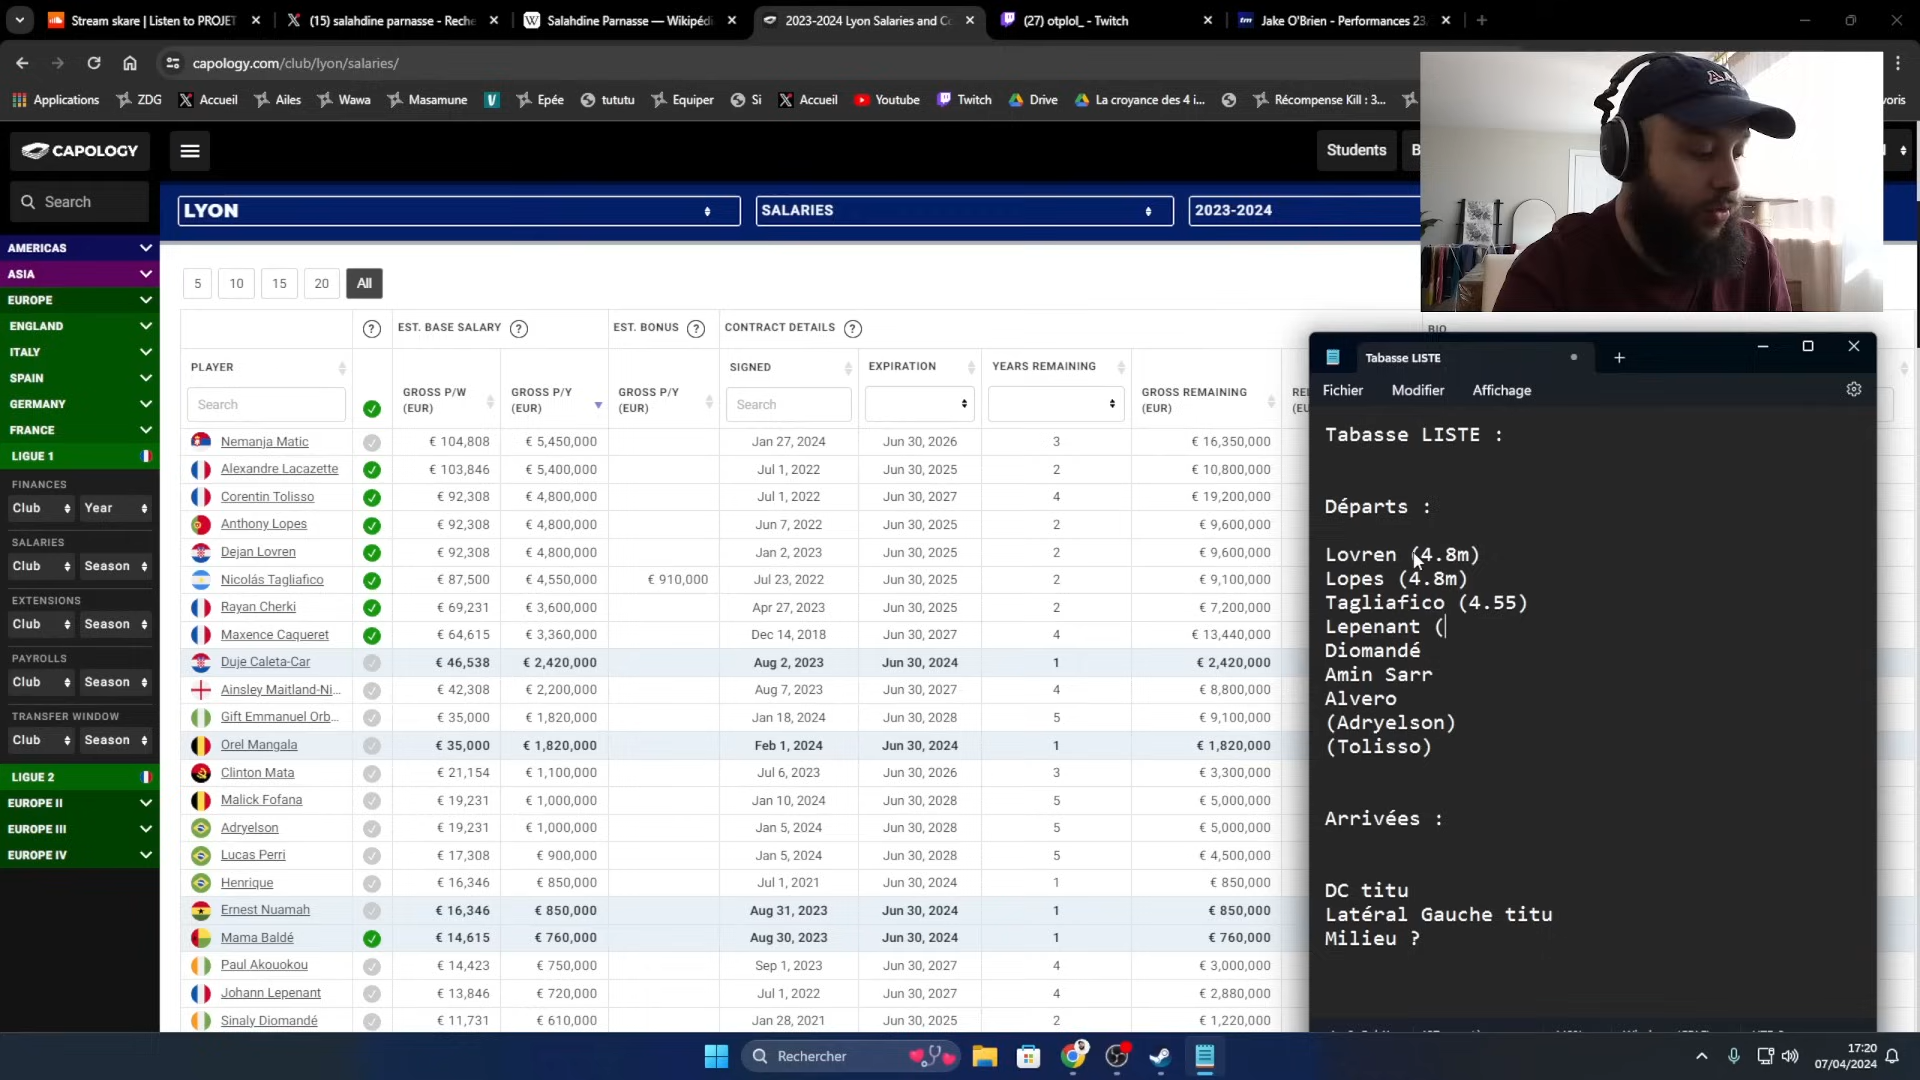 Stream skare | Listen to PROJET
(15) salahdine parnasse - Reche
Salahdine Parnasse — Wikipédi
2023-2024 Lyon Salaries and Co
(27) otplol_ - Twitch
Jake O'Brien - Performances 23
capology.com/club/lyon/salaries/
Applications ZDG Accueil Ailes Wawa Masamune Epée tututu Equiper Si Accueil Youtube Twitch Drive La croyance des 4 i... Récompense Kill : 3... voris
CAPOLOGY
Students B
Search
LYON SALARIES 2023-2024
AMERICAS
ASIA
EUROPE
ENGLAND
ITALY
SPAIN
GERMANY
FRANCE
LIGUE 1
FINANCES
Club Year
SALARIES
Club Season
EXTENSIONS
Club Season
PAYROLLS
Club Season
TRANSFER WINDOW
Club Season
LIGUE 2
EUROPE II
EUROPE III
EUROPE IV
5 10 15 20 All
? EST. BASE SALARY ? EST. BONUS ? CONTRACT DETAILS ? BIO
PLAYER GROSS P/W (EUR) GROSS P/Y (EUR) GROSS P/Y (EUR) SIGNED EXPIRATION YEARS REMAINING GROSS REMAINING (EUR)
Search Search
Nemanja Matic € 104,808 € 5,450,000 Jan 27, 2024 Jun 30, 2026 3 € 16,350,000
Alexandre Lacazette € 103,846 € 5,400,000 Jul 1, 2022 Jun 30, 2025 2 € 10,800,000
Corentin Tolisso € 92,308 € 4,800,000 Jul 1, 2022 Jun 30, 2027 4 € 19,200,000
Anthony Lopes € 92,308 € 4,800,000 Jun 7, 2022 Jun 30, 2025 2 € 9,600,000
Dejan Lovren € 92,308 € 4,800,000 Jan 2, 2023 Jun 30, 2025 2 € 9,600,000
Nicolás Tagliafico € 87,500 € 4,550,000 € 910,000 Jul 23, 2022 Jun 30, 2025 2 € 9,100,000
Rayan Cherki € 69,231 € 3,600,000 Apr 27, 2023 Jun 30, 2025 2 € 7,200,000
Maxence Caqueret € 64,615 € 3,360,000 Dec 14, 2018 Jun 30, 2027 4 € 13,440,000
Duje Caleta-Car € 46,538 € 2,420,000 Aug 2, 2023 Jun 30, 2024 1 € 2,420,000
Ainsley Maitland-Ni... € 42,308 € 2,200,000 Aug 7, 2023 Jun 30, 2027 4 € 8,800,000
Gift Emmanuel Orb... € 35,000 € 1,820,000 Jan 18, 2024 Jun 30, 2028 5 € 9,100,000
Orel Mangala € 35,000 € 1,820,000 Feb 1, 2024 Jun 30, 2024 1 € 1,820,000
Clinton Mata € 21,154 € 1,100,000 Jul 6, 2023 Jun 30, 2026 3 € 3,300,000
Malick Fofana € 19,231 € 1,000,000 Jan 10, 2024 Jun 30, 2028 5 € 5,000,000
Adryelson € 19,231 € 1,000,000 Jan 5, 2024 Jun 30, 2028 5 € 5,000,000
Lucas Perri € 17,308 € 900,000 Jan 5, 2024 Jun 30, 2028 5 € 4,500,000
Henrique € 16,346 € 850,000 Jul 1, 2021 Jun 30, 2024 1 € 850,000
Ernest Nuamah € 16,346 € 850,000 Aug 31, 2023 Jun 30, 2024 1 € 850,000
Mama Baldé € 14,615 € 760,000 Aug 30, 2023 Jun 30, 2024 1 € 760,000
Paul Akouokou € 14,423 € 750,000 Sep 1, 2023 Jun 30, 2027 4 € 3,000,000
Johann Lepenant € 13,846 € 720,000 Jul 1, 2022 Jun 30, 2027 4 € 2,880,000
Sinaly Diomandé € 11,731 € 610,000 Jan 28, 2021 Jun 30, 2025 2 € 1,220,000
Tabasse LISTE
Fichier Modifier Affichage
Tabasse LISTE :
Départs :
Lovren (4.8m)
Lopes (4.8m)
Tagliafico (4.55)
Lepenant (
Diomandé
Amin Sarr
Alvero
(Adryelson)
(Tolisso)
Arrivées :
DC titu
Latéral Gauche titu
Milieu ?
Rechercher
17:20
07/04/2024